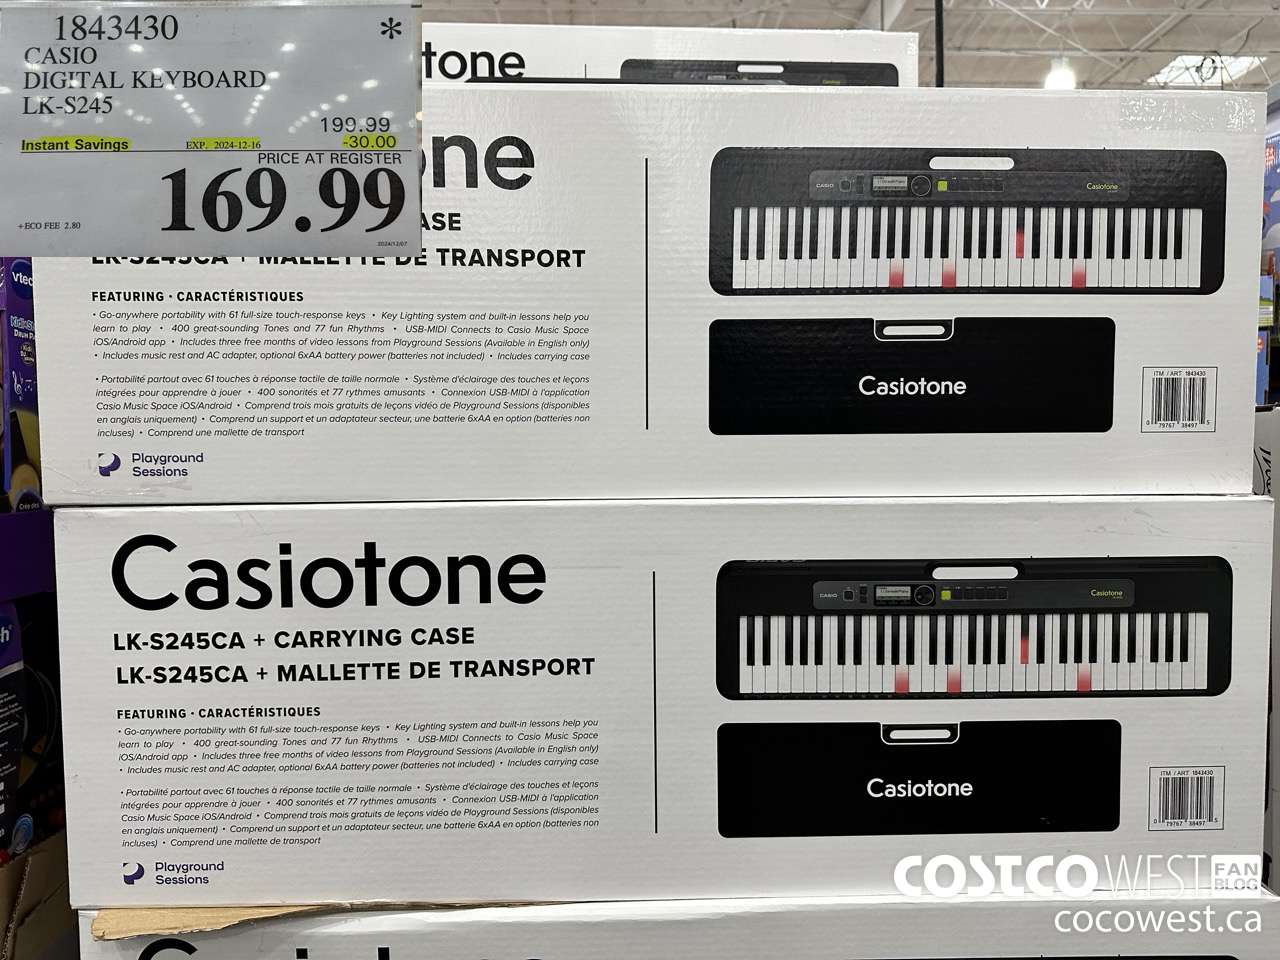 1843430 *
CASIO
DIGITAL KEYBOARD
LK-S245
199.99
Instant Savings EXP. 2024-12-16 -30.00
PRICE AT REGISTER
169.99
+ECO FEE 2.80
2024/12/07
tone
ne
ASE
LK-S245CA + MALLETTE DE TRANSPORT
FEATURING • CARACTÉRISTIQUES
• Go-anywhere portability with 61 full-size touch-response keys • Key Lighting system and built-in lessons help you
learn to play • 400 great-sounding Tones and 77 fun Rhythms • USB-MIDI Connects to Casio Music Space
iOS/Android app • Includes three free months of video lessons from Playground Sessions (Available in English only)
• Includes music rest and AC adapter, optional 6xAA battery power (batteries not included) • Includes carrying case
• Portabilité partout avec 61 touches à réponse tactile de taille normale • Système d'éclairage des touches et leçons
intégrées pour apprendre à jouer • 400 sonorités et 77 rythmes amusants • Connexion USB-MIDI à l'application
Casio Music Space iOS/Android • Comprend trois mois gratuits de leçons vidéo de Playground Sessions (disponibles
en anglais uniquement) • Comprend un support et un adaptateur secteur, une batterie 6xAA en option (batteries non
incluses) • Comprend une mallette de transport
Playground
Sessions
CASIO
Casiotone
Casiotone
ITM / ART 1843430
0 79767 38497 5
Casiotone
LK-S245CA + CARRYING CASE
LK-S245CA + MALLETTE DE TRANSPORT
FEATURING • CARACTÉRISTIQUES
• Go-anywhere portability with 61 full-size touch-response keys • Key Lighting system and built-in lessons help you
learn to play • 400 great-sounding Tones and 77 fun Rhythms • USB-MIDI Connects to Casio Music Space
iOS/Android app • Includes three free months of video lessons from Playground Sessions (Available in English only)
• Includes music rest and AC adapter, optional 6xAA battery power (batteries not included) • Includes carrying case
• Portabilité partout avec 61 touches à réponse tactile de taille normale • Système d'éclairage des touches et leçons
intégrées pour apprendre à jouer • 400 sonorités et 77 rythmes amusants • Connexion USB-MIDI à l'application
Casio Music Space iOS/Android • Comprend trois mois gratuits de leçons vidéo de Playground Sessions (disponibles
en anglais uniquement) • Comprend un support et un adaptateur secteur, une batterie 6xAA en option (batteries non
incluses) • Comprend une mallette de transport
Playground
Sessions
CASIO
Casiotone
Casiotone
ITM / ART 1843430
0 79767 38497 5
COSTCO WEST FAN BLOG
cocowest.ca